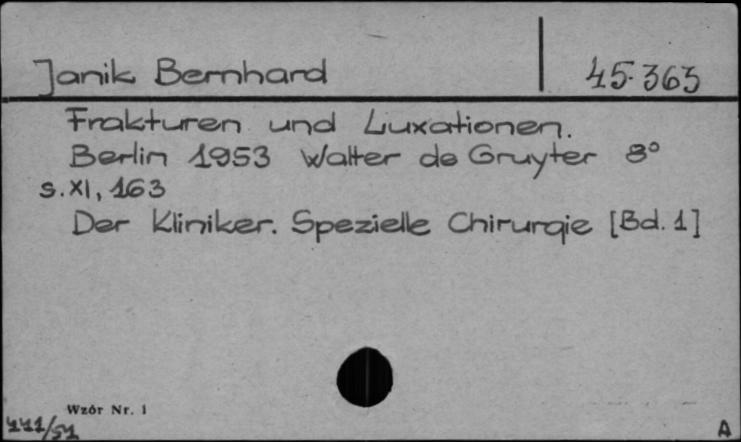 Janik Bernhard 45.363
Frakturen und Luxationen.
Berlin 1953 Walter de Gruyter 8°
s. XI, 163
Der Kliniker. Spezielle Chirurgie [Bd. 1]
Wzór Nr. 1
A